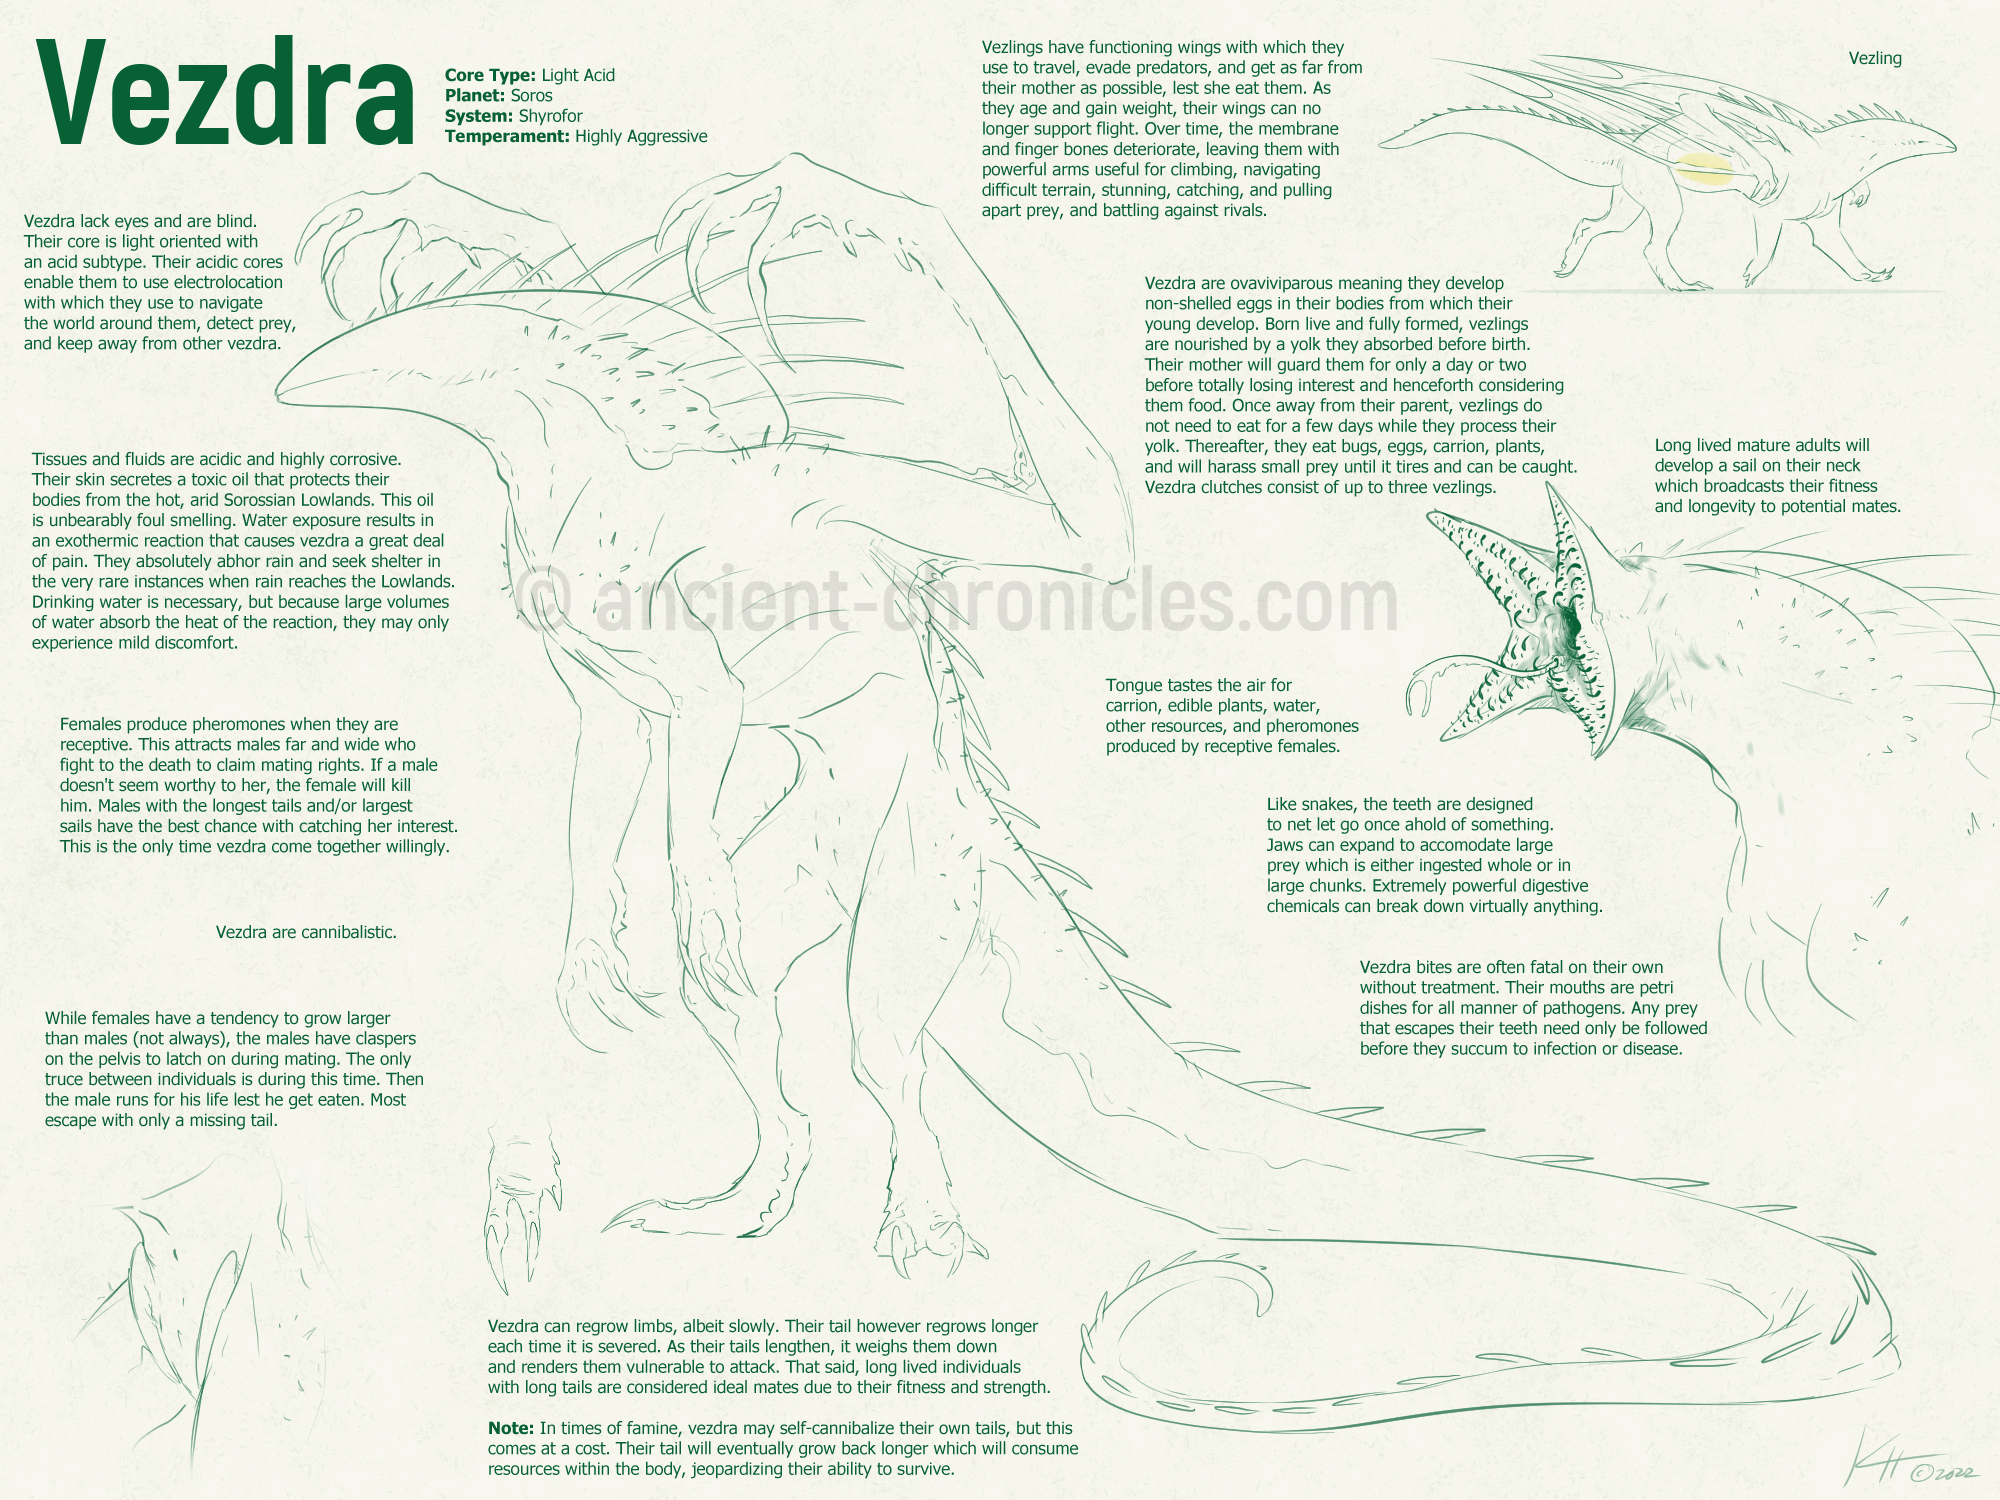 Vezdra
Core Type: Light Acid
Planet: Soros
System: Shyrofor
Temperament: Highly Aggressive
Vezlings have functioning wings with which they
use to travel, evade predators, and get as far from
their mother as possible, lest she eat them. As
they age and gain weight, their wings can no
longer support flight. Over time, the membrane
and finger bones deteriorate, leaving them with
powerful arms useful for climbing, navigating
difficult terrain, stunning, catching, and pulling
apart prey, and battling against rivals.
Vezling
Vezdra lack eyes and are blind.
Their core is light oriented with
an acid subtype. Their acidic cores
enable them to use electrolocation
with which they use to navigate
the world around them, detect prey,
and keep away from other vezdra.
Vezdra are ovaviviparous meaning they develop
non-shelled eggs in their bodies from which their
young develop. Born live and fully formed, vezlings
are nourished by a yolk they absorbed before birth.
Their mother will guard them for only a day or two
before totally losing interest and henceforth considering
them food. Once away from their parent, vezlings do
not need to eat for a few days while they process their
yolk. Thereafter, they eat bugs, eggs, carrion, plants,
and will harass small prey until it tires and can be caught.
Vezdra clutches consist of up to three vezlings.
Long lived mature adults will
develop a sail on their neck
which broadcasts their fitness
and longevity to potential mates.
Tissues and fluids are acidic and highly corrosive.
Their skin secretes a toxic oil that protects their
bodies from the hot, arid Sorossian Lowlands. This oil
is unbearably foul smelling. Water exposure results in
an exothermic reaction that causes vezdra a great deal
of pain. They absolutely abhor rain and seek shelter in
the very rare instances when rain reaches the Lowlands.
Drinking water is necessary, but because large volumes
of water absorb the heat of the reaction, they may only
experience mild discomfort.
© ancient-chronicles.com
Tongue tastes the air for
carrion, edible plants, water,
other resources, and pheromones
produced by receptive females.
Females produce pheromones when they are
receptive. This attracts males far and wide who
fight to the death to claim mating rights. If a male
doesn't seem worthy to her, the female will kill
him. Males with the longest tails and/or largest
sails have the best chance with catching her interest.
This is the only time vezdra come together willingly.
Like snakes, the teeth are designed
to net let go once ahold of something.
Jaws can expand to accomodate large
prey which is either ingested whole or in
large chunks. Extremely powerful digestive
chemicals can break down virtually anything.
Vezdra are cannibalistic.
Vezdra bites are often fatal on their own
without treatment. Their mouths are petri
dishes for all manner of pathogens. Any prey
that escapes their teeth need only be followed
before they succum to infection or disease.
While females have a tendency to grow larger
than males (not always), the males have claspers
on the pelvis to latch on during mating. The only
truce between individuals is during this time. Then
the male runs for his life lest he get eaten. Most
escape with only a missing tail.
Vezdra can regrow limbs, albeit slowly. Their tail however regrows longer
each time it is severed. As their tails lengthen, it weighs them down
and renders them vulnerable to attack. That said, long lived individuals
with long tails are considered ideal mates due to their fitness and strength.
Note: In times of famine, vezdra may self-cannibalize their own tails, but this
comes at a cost. Their tail will eventually grow back longer which will consume
resources within the body, jeopardizing their ability to survive.
KH ©2022